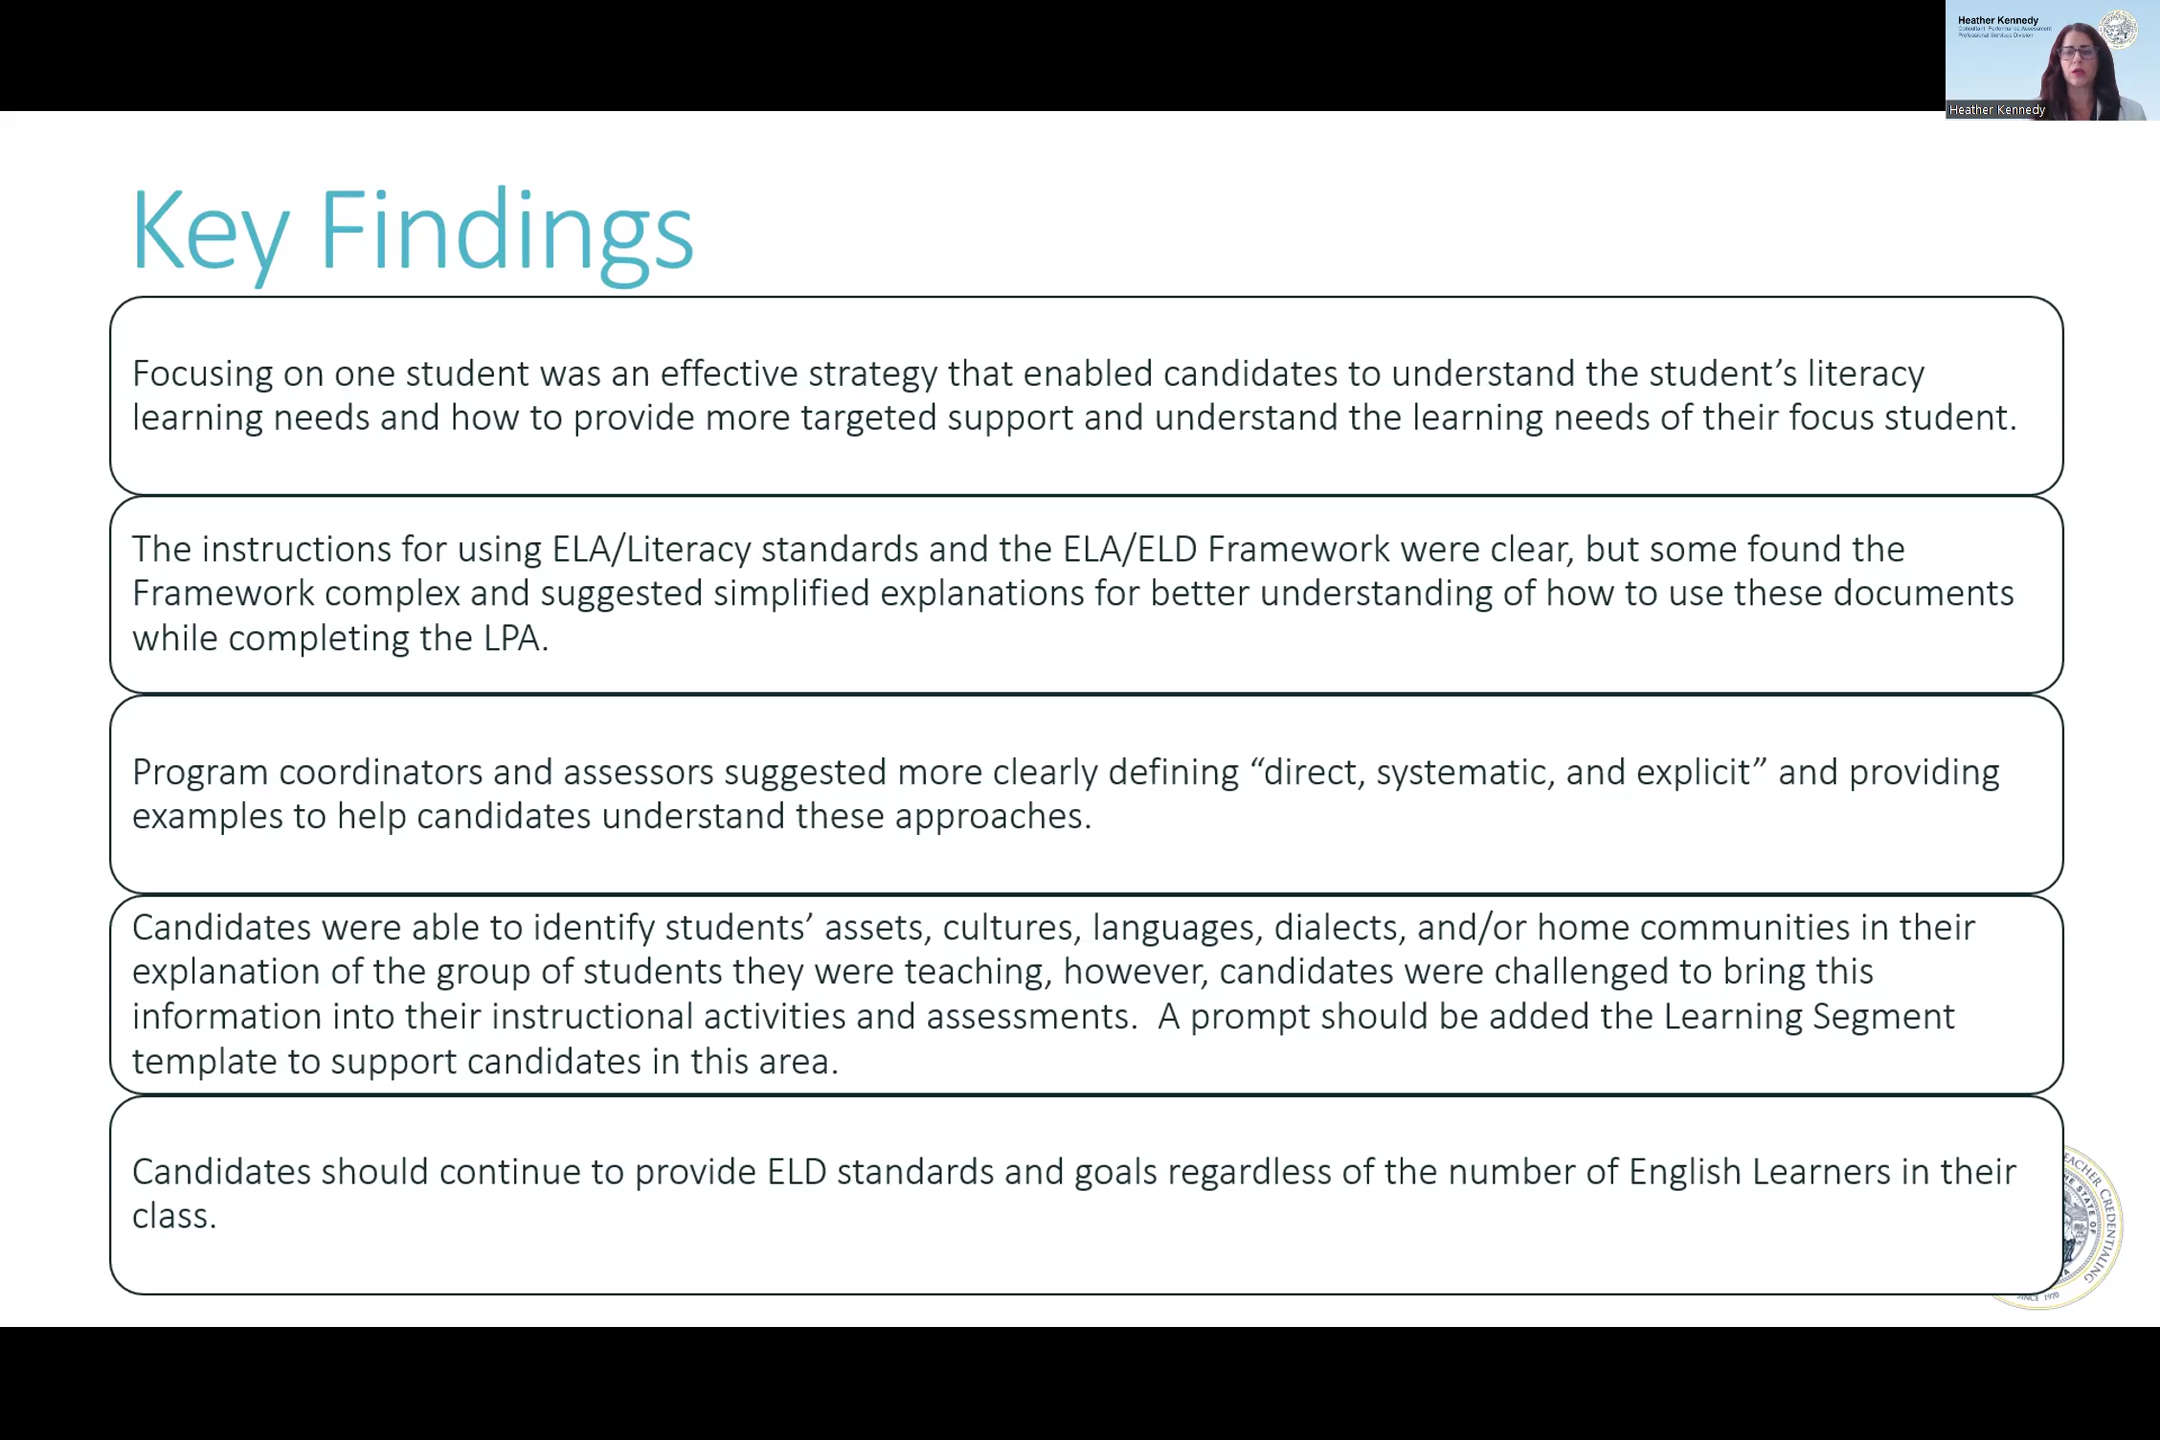 Heather Kennedy
Consultant, Performance Assessment
Professional Services Division
Heather Kennedy
Key Findings
Focusing on one student was an effective strategy that enabled candidates to understand the student’s literacy
learning needs and how to provide more targeted support and understand the learning needs of their focus student.
The instructions for using ELA/Literacy standards and the ELA/ELD Framework were clear, but some found the
Framework complex and suggested simplified explanations for better understanding of how to use these documents
while completing the LPA.
Program coordinators and assessors suggested more clearly defining “direct, systematic, and explicit” and providing
examples to help candidates understand these approaches.
Candidates were able to identify students’ assets, cultures, languages, dialects, and/or home communities in their
explanation of the group of students they were teaching, however, candidates were challenged to bring this
information into their instructional activities and assessments.  A prompt should be added the Learning Segment
template to support candidates in this area.
Candidates should continue to provide ELD standards and goals regardless of the number of English Learners in their
class.
EACHER CREDENTIALING
THE STATE OF
SINCE 1970